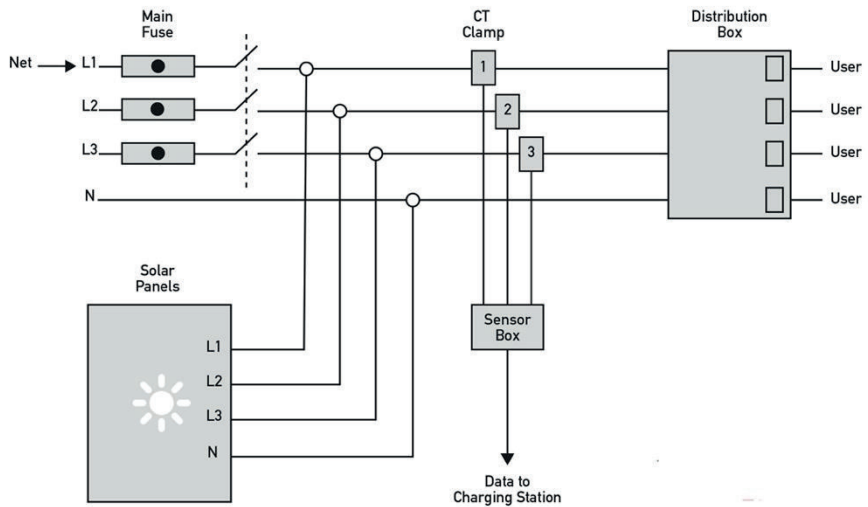 Main
Fuse
CT
Clamp
Distribution
Box
Net
L1
1
User
L2
2
User
L3
3
User
N
User
Solar
Panels
L1
L2
L3
N
Sensor
Box
Data to
Charging Station